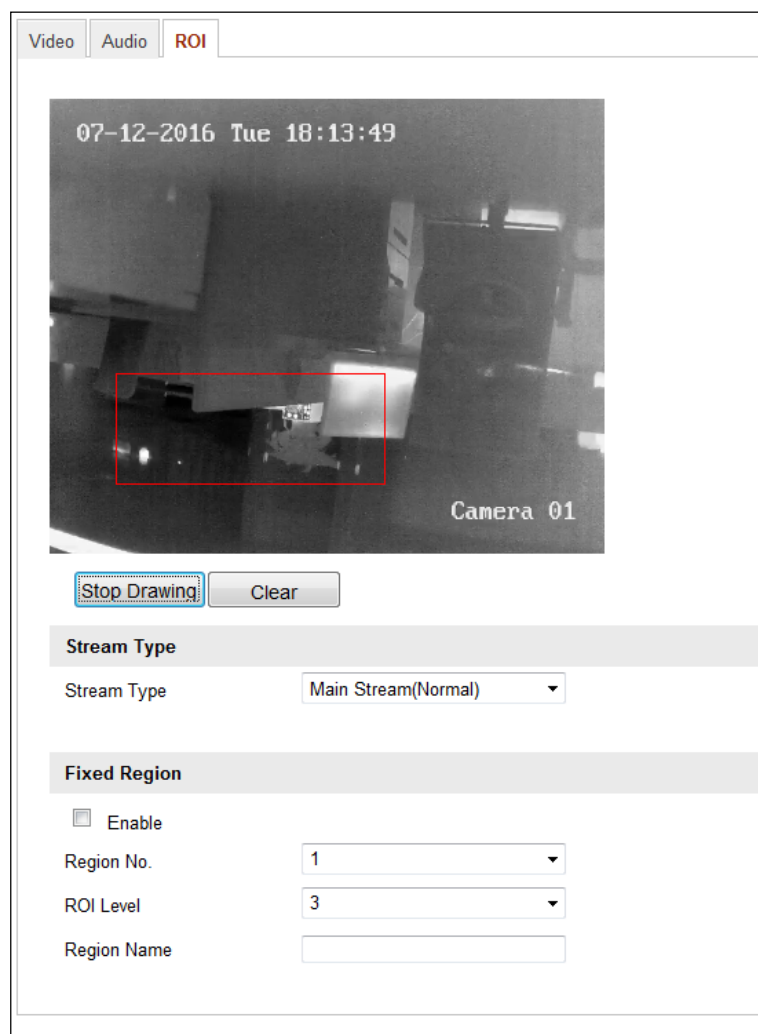 Video Audio ROI
07-12-2016 Tue 18:13:49
Camera 01
Stop Drawing Clear
Stream Type
Stream Type Main Stream(Normal)
Fixed Region
Enable
Region No. 1
ROI Level 3
Region Name